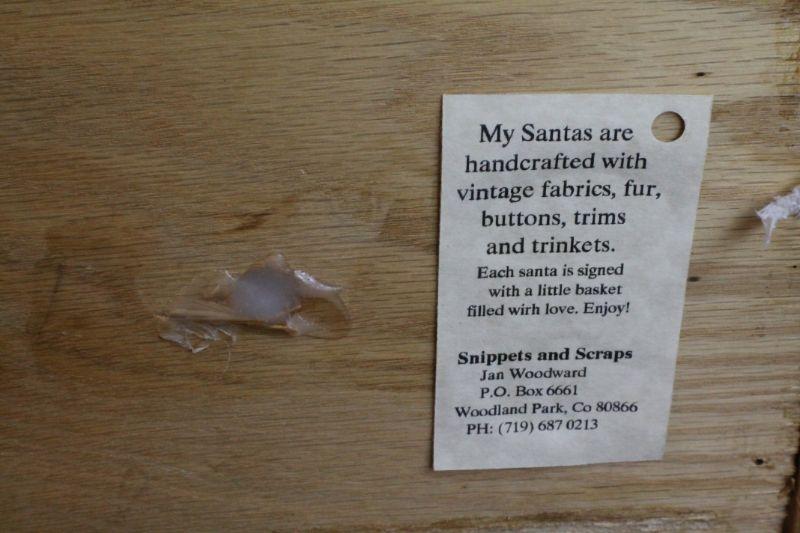 My Santas are
handcrafted with
vintage fabrics, fur,
buttons, trims
and trinkets.
Each santa is signed
with a little basket
filled wirh love. Enjoy!
Snippets and Scraps
Jan Woodward
P.O. Box 6661
Woodland Park, Co 80866
PH: (719) 687 0213